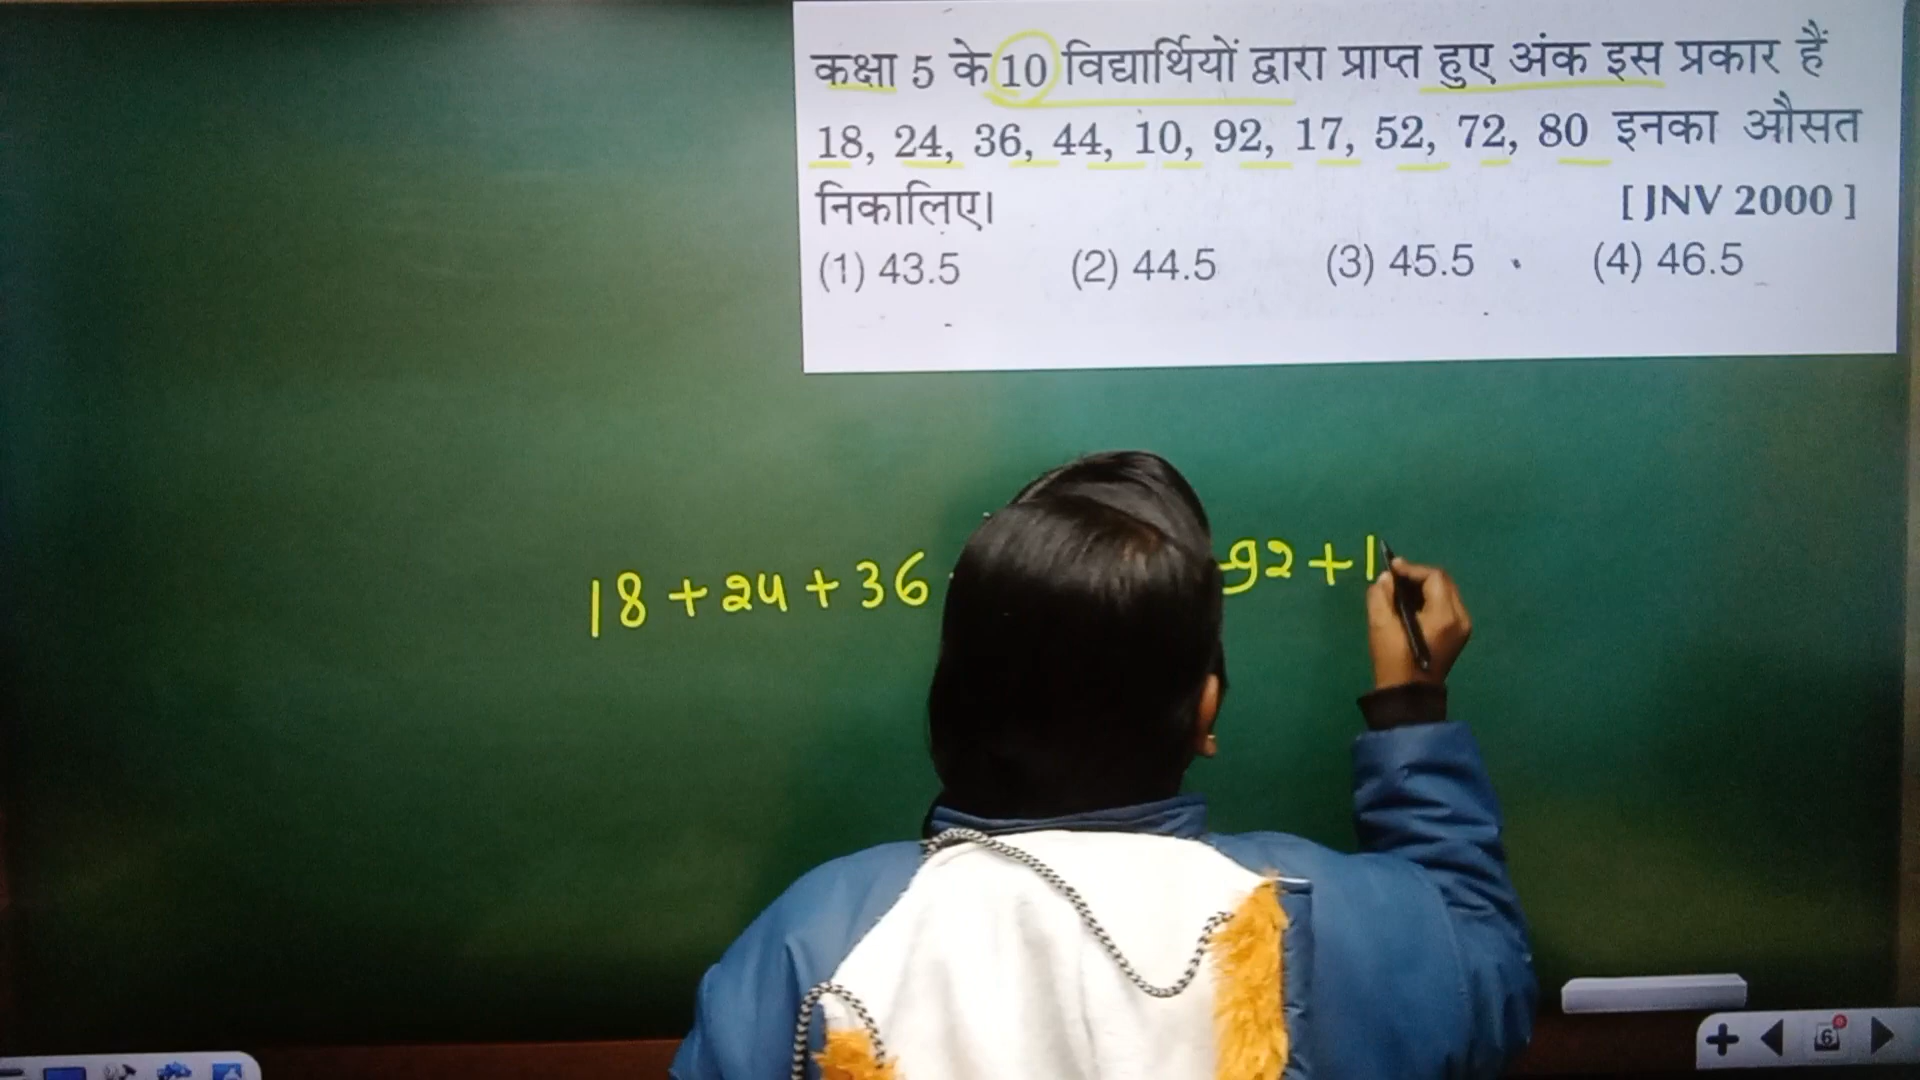 कक्षा 5 के 10 विद्यार्थियों द्वारा प्राप्त हुए अंक इस प्रकार हैं
18, 24, 36, 44, 10, 92, 17, 52, 72, 80 इनका औसत
निकालिए। [ JNV 2000 ]
(1) 43.5 (2) 44.5 (3) 45.5 (4) 46.5
18 + 24 + 36 92 + 1
6